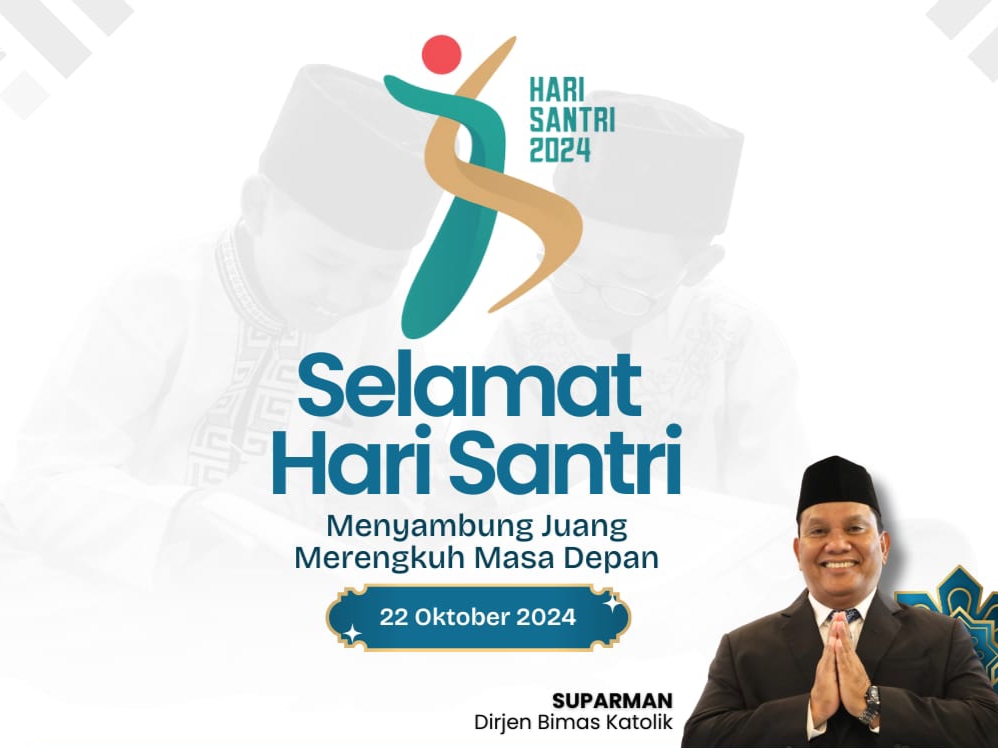 HARI
SANTRI
2024
Selamat
Hari Santri
Menyambung Juang
Merengkuh Masa Depan
22 Oktober 2024
SUPARMAN
Dirjen Bimas Katolik